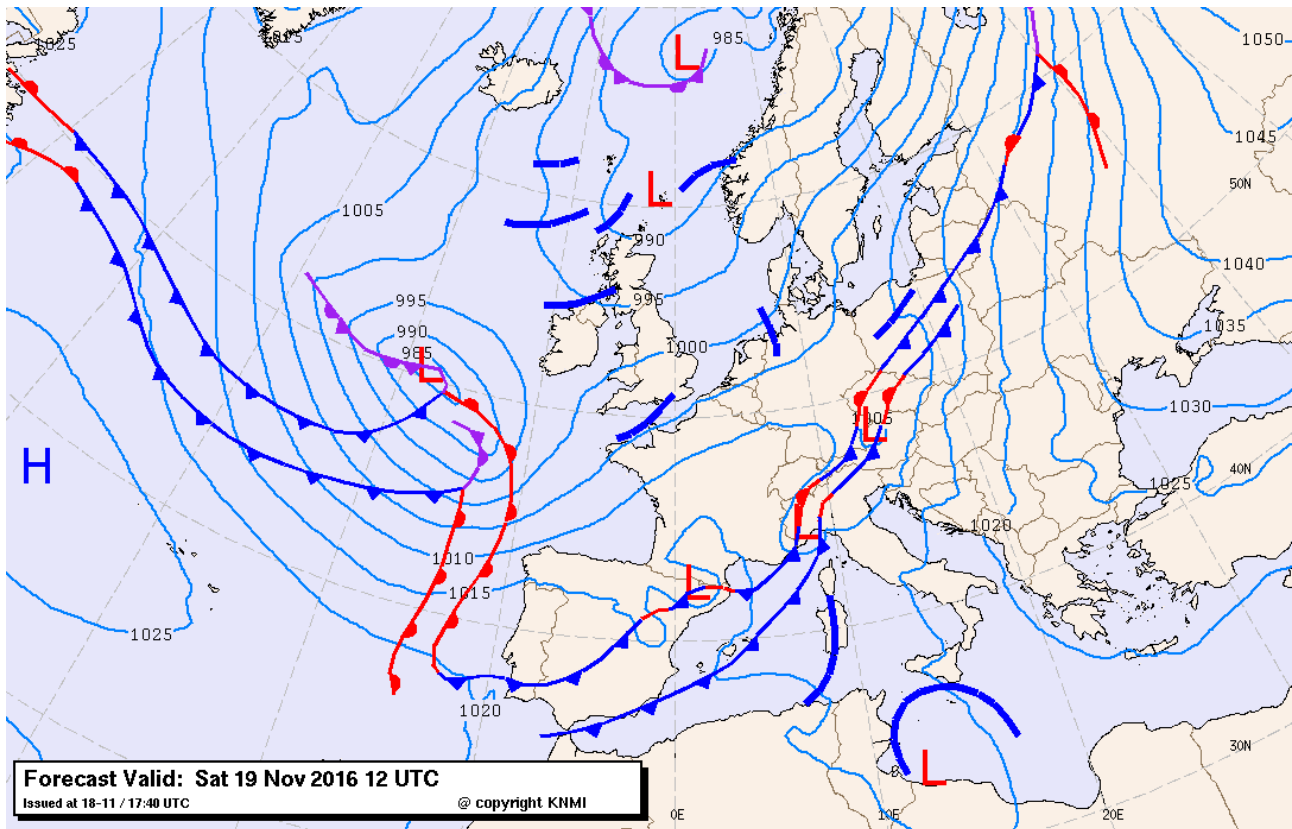 1025
1015
L
985
1050
1045
50N
L
1005
990
1040
995
995
990
985
L
1000
1035
L
1005
1030
H
40N
1025
L
1020
1010
L
1015
1025
1020
30N
L
Forecast Valid: Sat 19 Nov 2016 12 UTC
Issued at 18-11 / 17:40 UTC @ copyright KNMI
0E
10E
20E